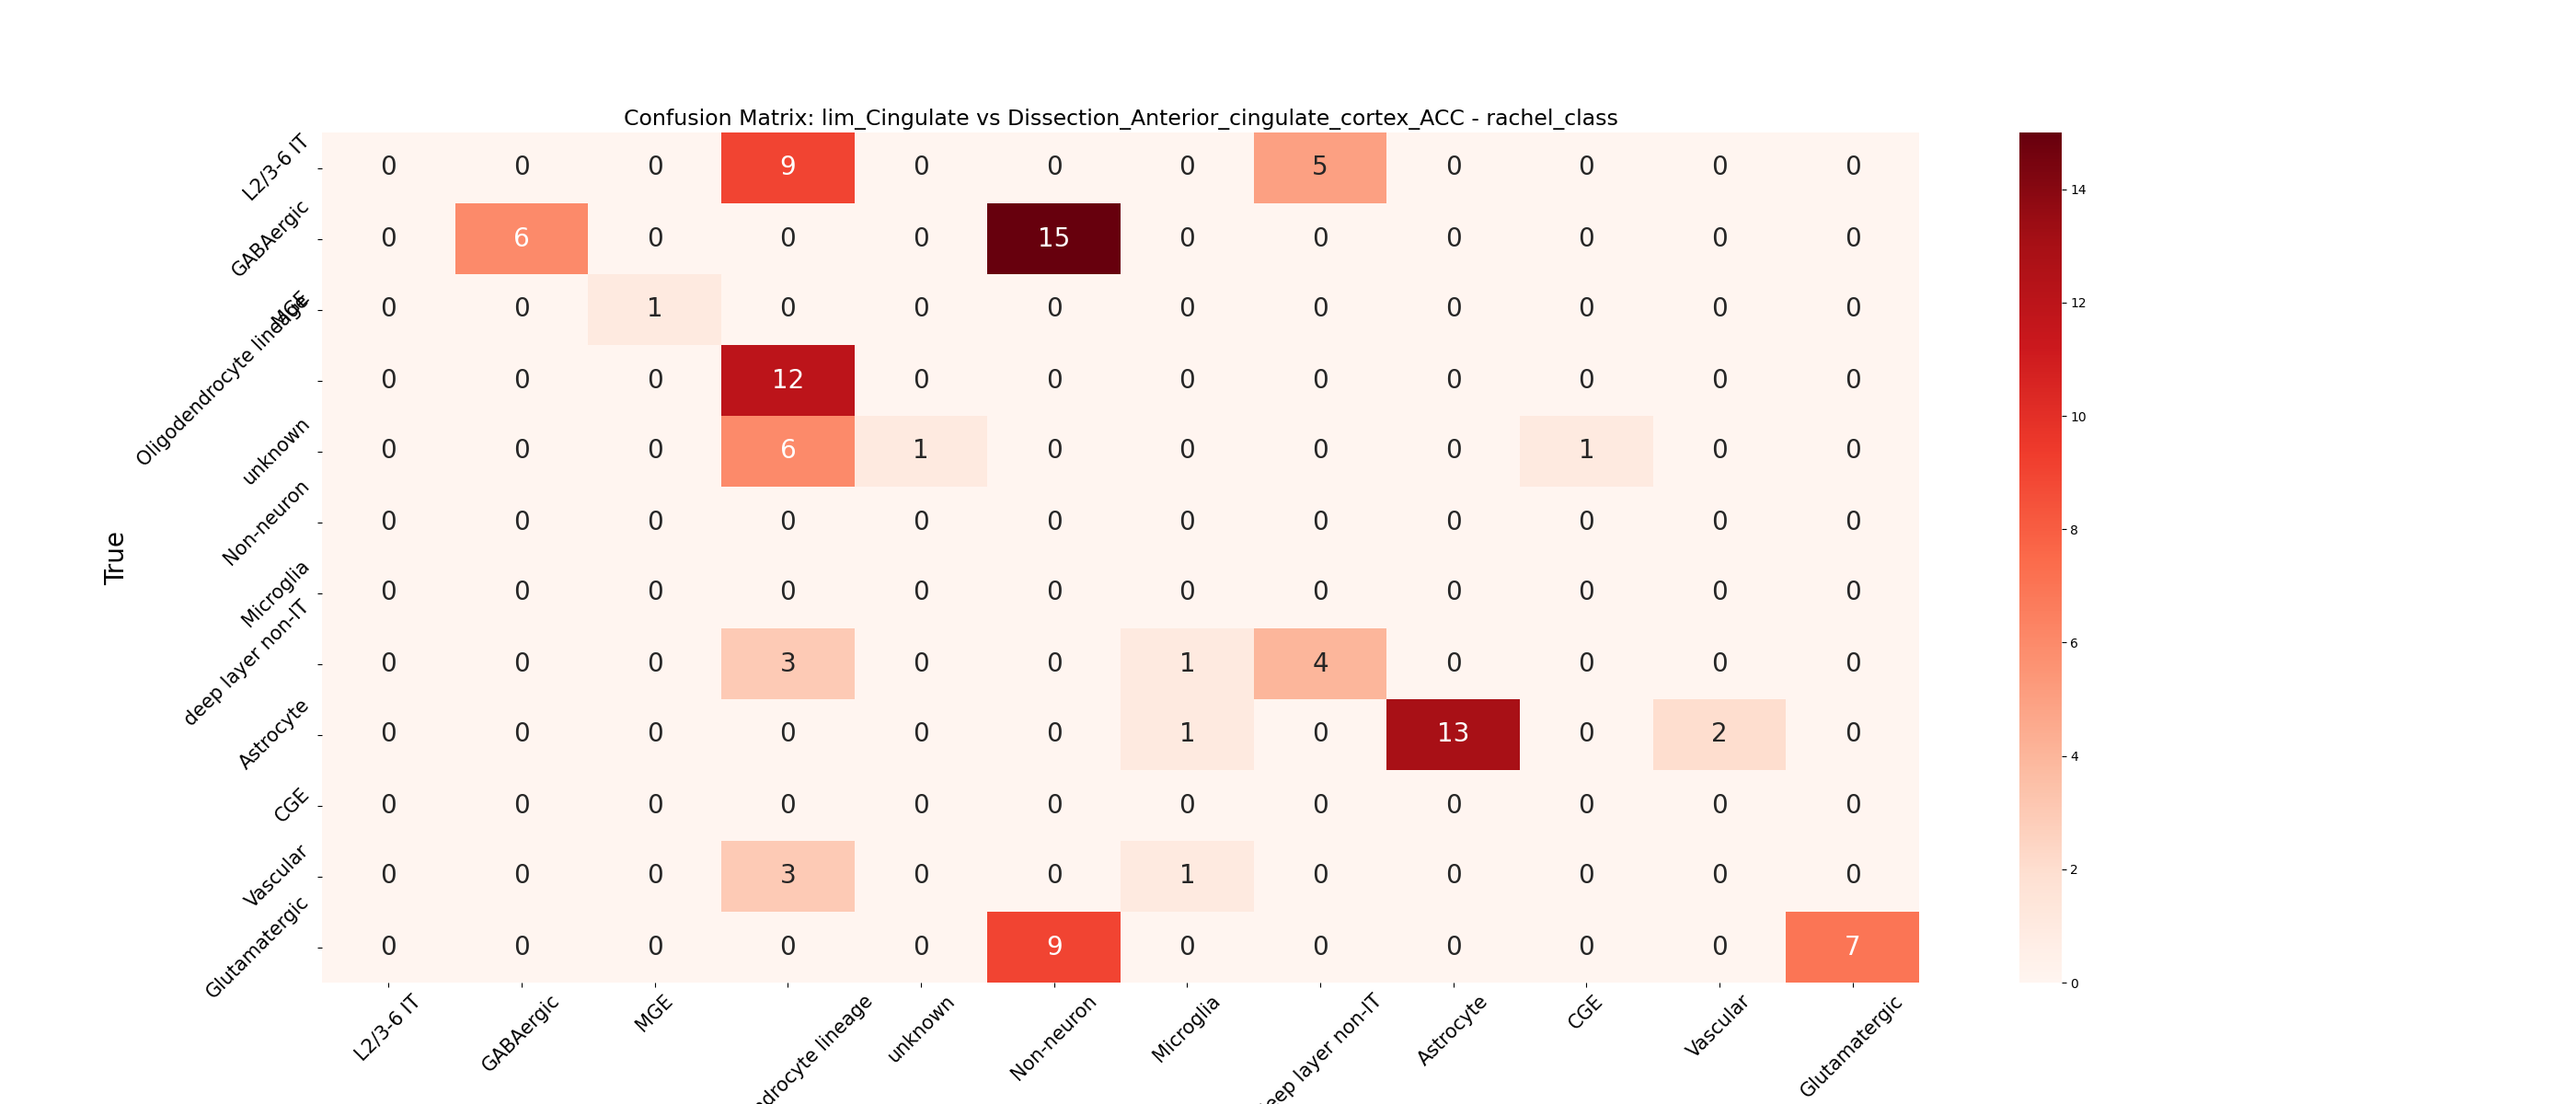 Confusion Matrix: lim_Cingulate vs Dissection_Anterior_cingulate_cortex_ACC - rachel_class
True
L2/3-6 IT 0 0 0 9 0 0 0 5 0 0 0 0
GABAergic 0 6 0 0 0 15 0 0 0 0 0 0
MGE 0 0 1 0 0 0 0 0 0 0 0 0
Oligodendrocyte lineage 0 0 0 12 0 0 0 0 0 0 0 0
unknown 0 0 0 6 1 0 0 0 0 1 0 0
Non-neuron 0 0 0 0 0 0 0 0 0 0 0 0
Microglia 0 0 0 0 0 0 0 0 0 0 0 0
deep layer non-IT 0 0 0 3 0 0 1 4 0 0 0 0
Astrocyte 0 0 0 0 0 0 1 0 13 0 2 0
CGE 0 0 0 0 0 0 0 0 0 0 0 0
Vascular 0 0 0 3 0 0 1 0 0 0 0 0
Glutamatergic 0 0 0 0 0 9 0 0 0 0 0 7
L2/3-6 IT GABAergic MGE ndrocyte lineage unknown Non-neuron Microglia eep layer non-IT Astrocyte CGE Vascular Glutamatergic
14
12
10
8
6
4
2
0